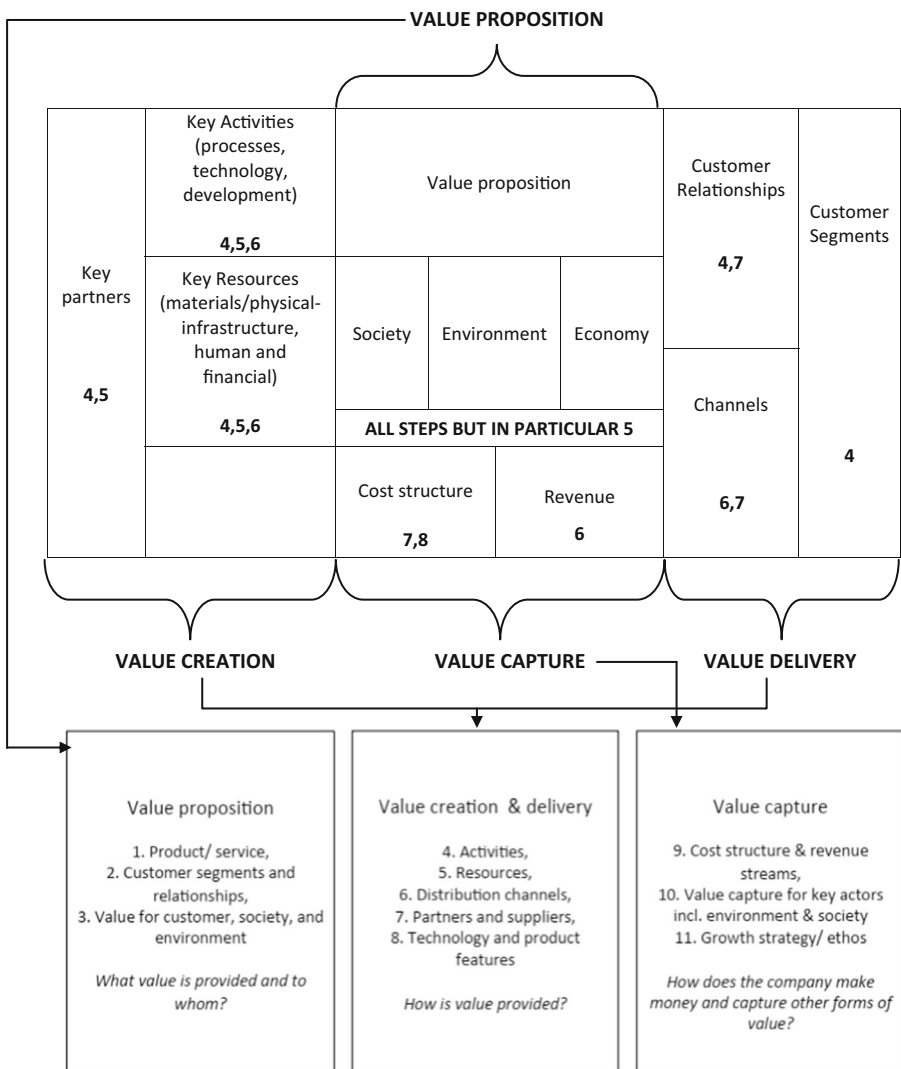 VALUE PROPOSITION
Key
partners
4,5
Key Activities
(processes,
technology,
development)
4,5,6
Key Resources
(materials/physical-
infrastructure,
human and
financial)
4,5,6
Value proposition
Society
Environment
Economy
ALL STEPS BUT IN PARTICULAR 5
Cost structure
7,8
Revenue
6
Customer
Relationships
4,7
Channels
6,7
Customer
Segments
4
VALUE CREATION
VALUE CAPTURE
VALUE DELIVERY
Value proposition
1. Product/ service,
2. Customer segments and
relationships,
3. Value for customer, society, and
environment
What value is provided and to
whom?
Value creation & delivery
4. Activities,
5. Resources,
6. Distribution channels,
7. Partners and suppliers,
8. Technology and product
features
How is value provided?
Value capture
9. Cost structure & revenue
streams,
10. Value capture for key actors
incl. environment & society
11. Growth strategy/ ethos
How does the company make
money and capture other forms of
value?